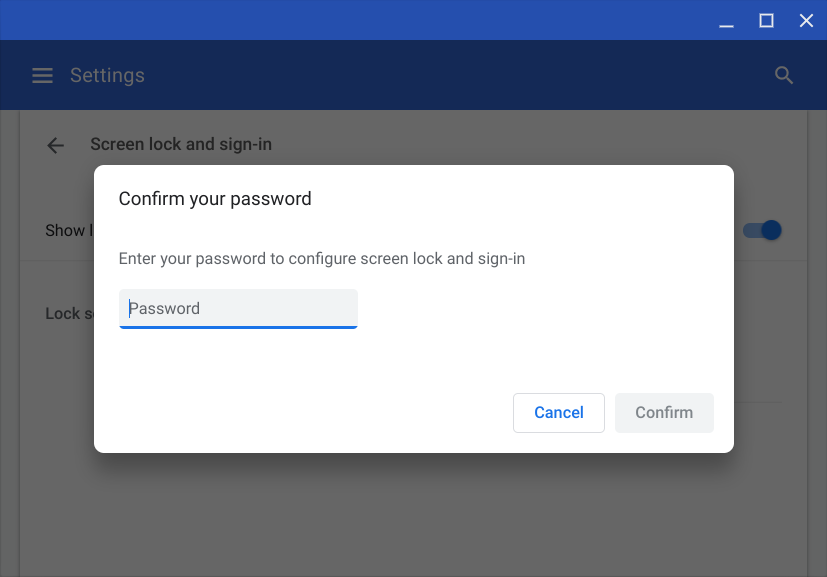 Settings
Screen lock and sign-in
Confirm your password
Show l
Enter your password to configure screen lock and sign-in
Password
Lock s
Cancel
Confirm